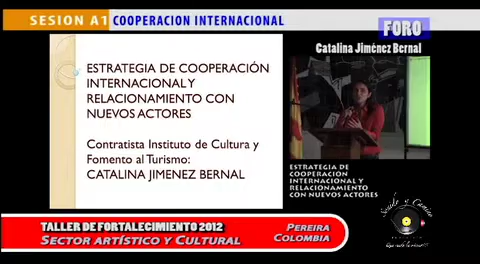 SESION A1
COOPERACION INTERNACIONAL
FORO
Catalina Jiménez Bernal
ESTRATEGIA DE COOPERACIÓN
INTERNACIONAL Y
RELACIONAMIENTO CON
NUEVOS ACTORES
Contratista Instituto de Cultura y
Fomento al Turismo:
CATALINA JIMENEZ BERNAL
ESTRATEGIA DE
COOPERACION
INTERNACIONAL Y
RELACIONAMIENTO
CON NUEVOS ACTORES
TALLER DE FORTALECIMIENTO 2012
SECTOR ARTÍSTICO Y CULTURAL
PEREIRA
COLOMBIA